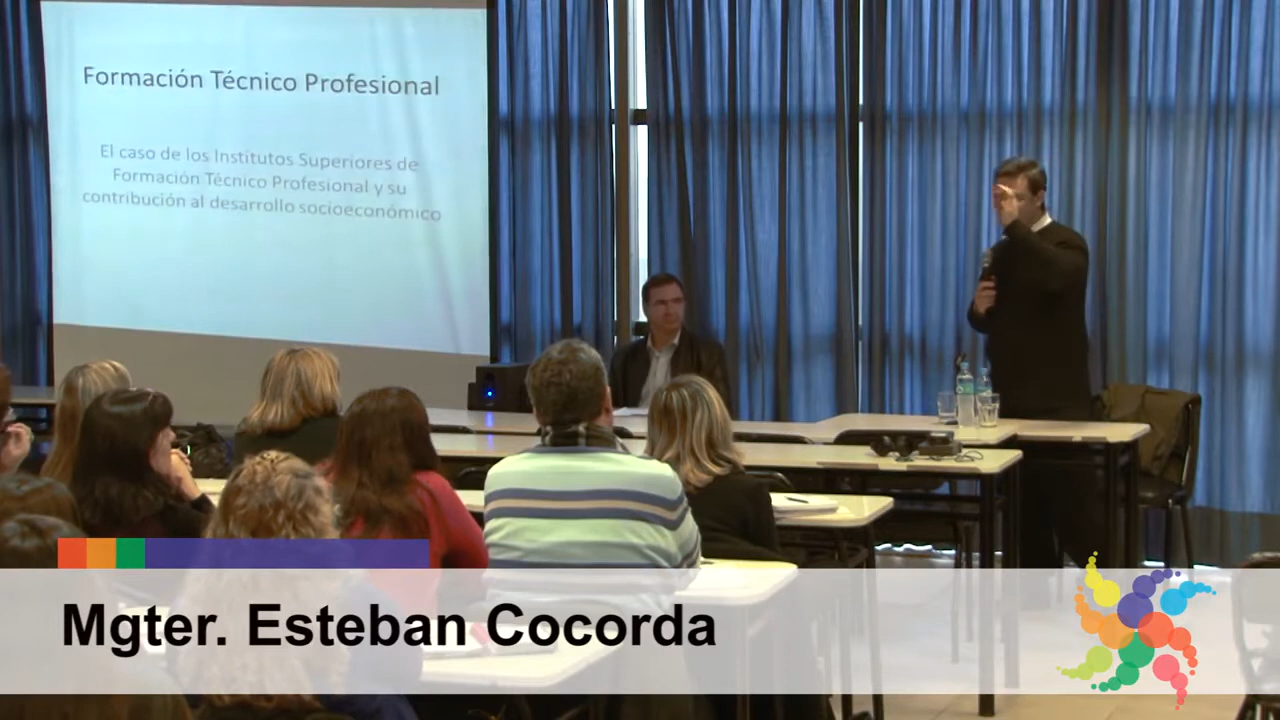 Formación Técnico Profesional
El caso de los Institutos Superiores de
Formación Técnico Profesional y su
contribución al desarrollo socioeconómico
Mgter. Esteban Cocorda